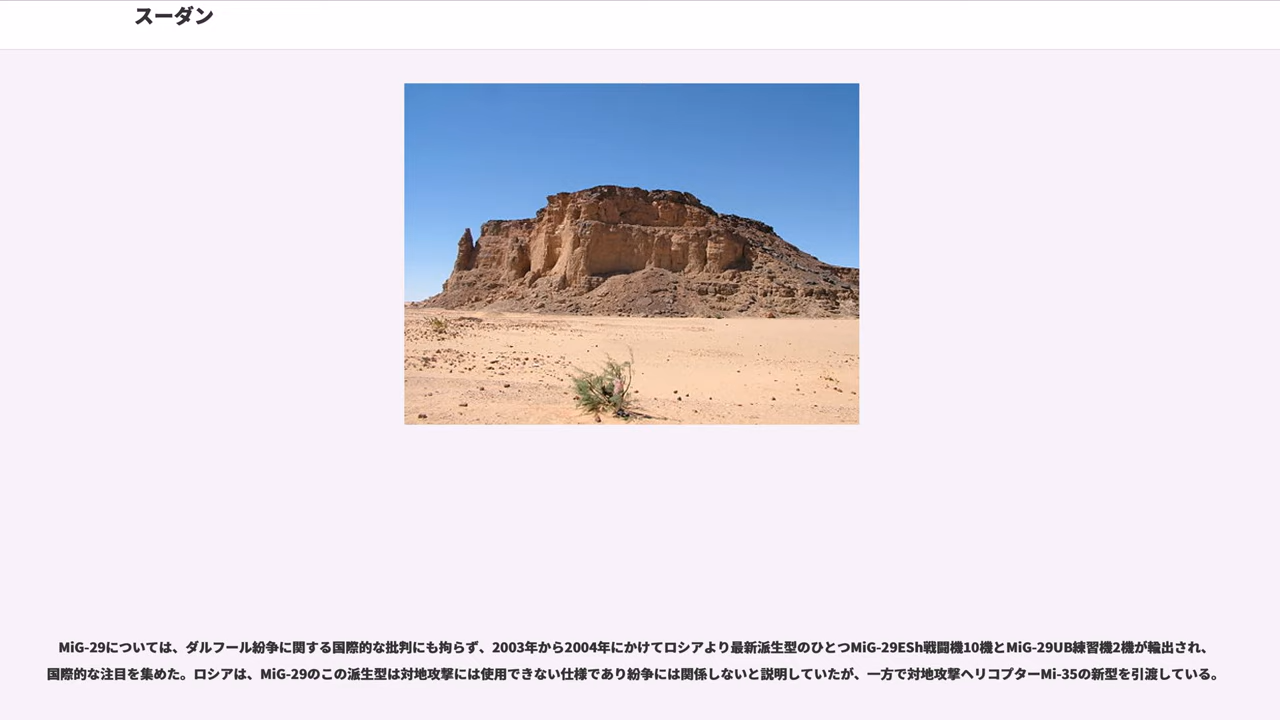 スーダン
MiG-29については、ダルフール紛争に関する国際的な批判にも拘らず、2003年から2004年にかけてロシアより最新派生型のひとつMiG-29ESh戦闘機10機とMiG-29UB練習機2機が輸出され、
国際的な注目を集めた。ロシアは、MiG-29のこの派生型は対地攻撃には使用できない仕様であり紛争には関係しないと説明していたが、一方で対地攻撃ヘリコプターMi-35の新型を引渡している。